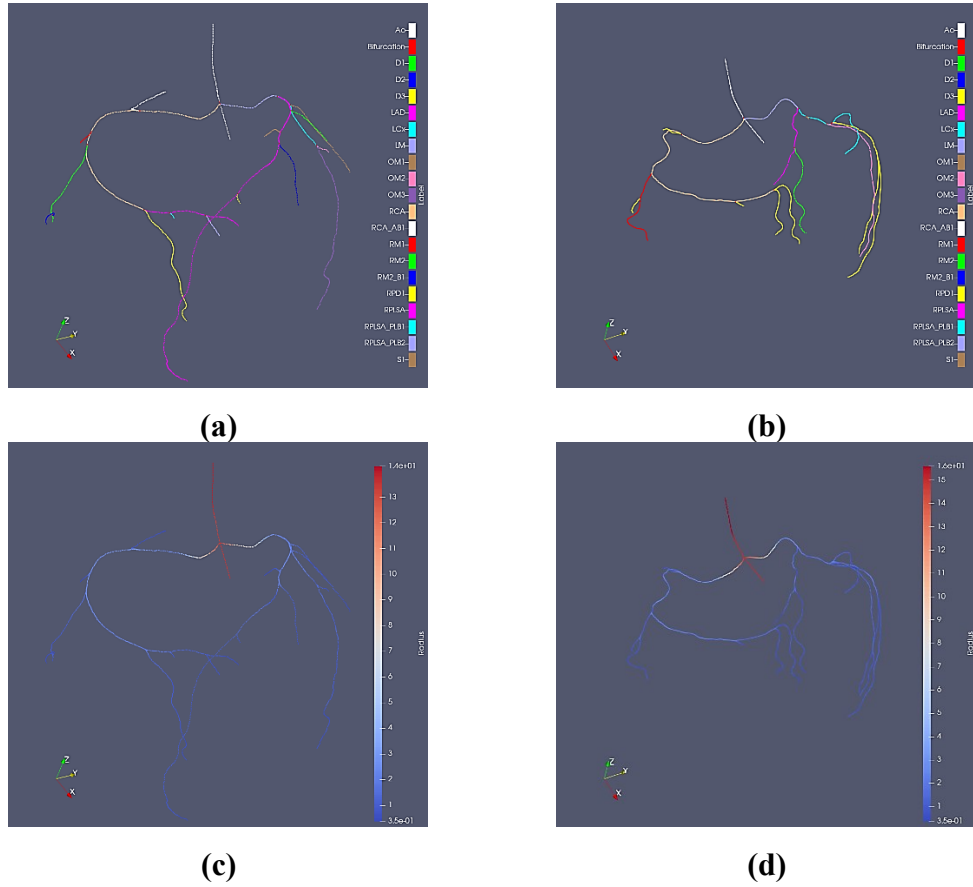 Ao
Bifurcation
D1
D2
D3
LAD
LCx
LM
OM1
OM2
OM3
RCA
RCA_AB1
RM1
RM2
RM2_B1
RPD1
RPLSA
RPLSA_PLB1
RPLSA_PLB2
S1
Label
Z
Y
X
(a)
Ao
Bifurcation
D1
D2
D3
LAD
LCx
LM
OM1
OM2
OM3
RCA
RCA_AB1
RM1
RM2
RM2_B1
RPD1
RPLSA
RPLSA_PLB1
RPLSA_PLB2
S1
Label
Z
Y
X
(b)
1.4e+01
13
12
11
10
9
8
7
6
5
4
3
2
1
3.5e-01
Radius
Z
Y
X
(c)
1.6e+01
15
14
13
12
11
10
9
8
7
6
5
4
3
2
1
3.5e-01
Radius
Z
Y
X
(d)